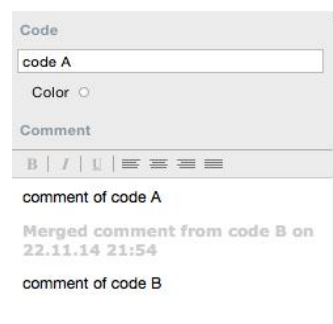 Code
code A
Color
Comment
B | I | U |
comment of code A
Merged comment from code B on
22.11.14 21:54
comment of code B